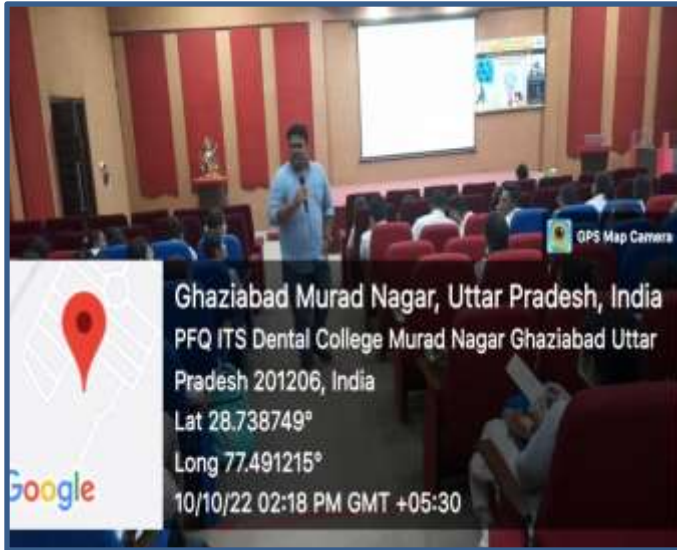 GPS Map Camera
Ghaziabad Murad Nagar, Uttar Pradesh, India
PFQ ITS Dental College Murad Nagar Ghaziabad Uttar
Pradesh 201206, India
Lat 28.738749°
Long 77.491215°
10/10/22 02:18 PM GMT +05:30
Google